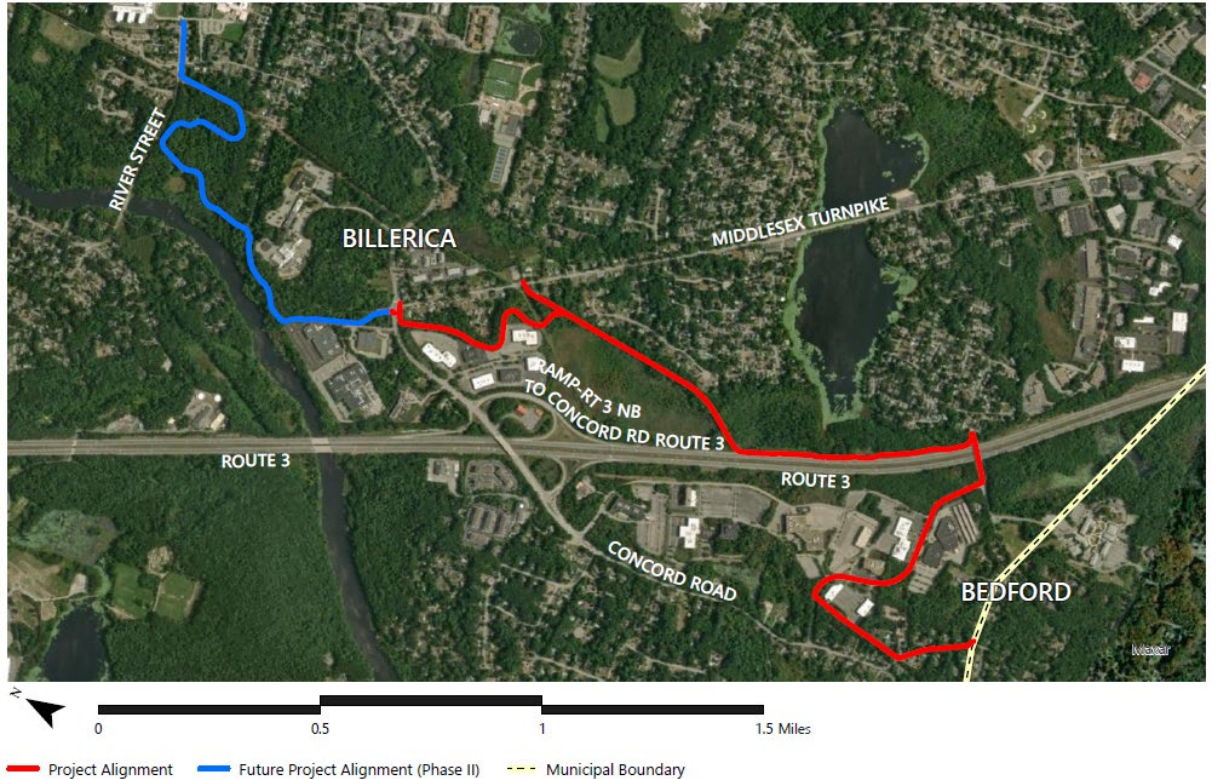 RIVER STREET
BILLERICA
MIDDLESEX TURNPIKE
RAMP-RT 3 NB
TO CONCORD RD ROUTE 3
ROUTE 3
ROUTE 3
CONCORD ROAD
BEDFORD
Maxar
N
0
0.5
1
1.5 Miles
Project Alignment
Future Project Alignment (Phase II)
Municipal Boundary